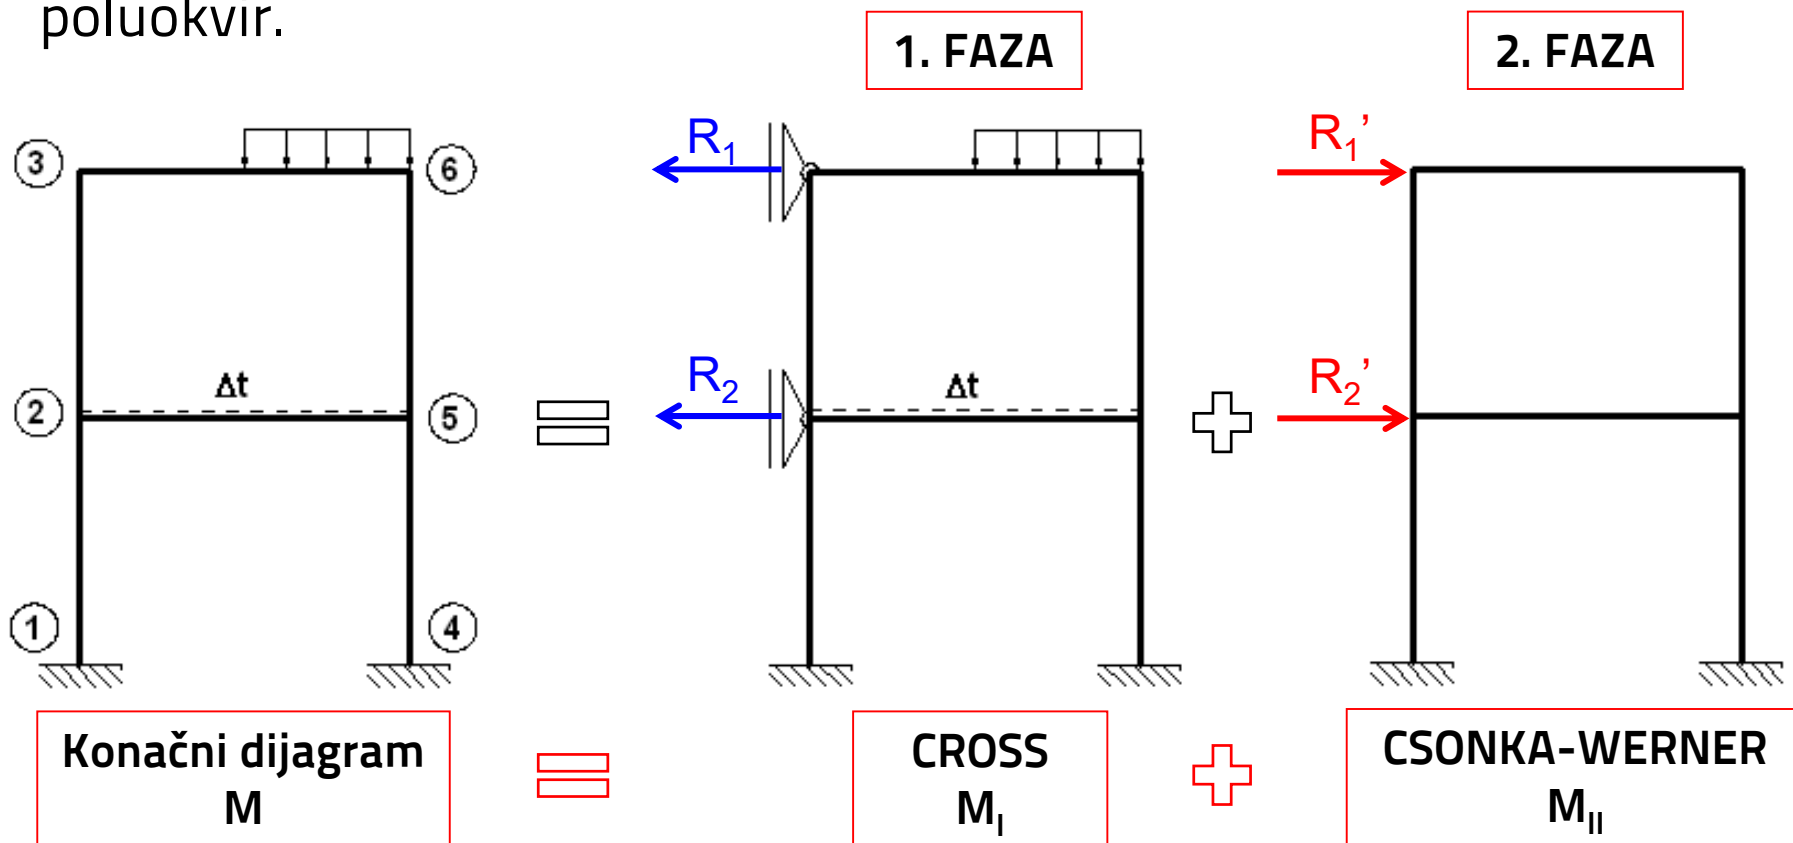 poluokvir.
1. FAZA
2. FAZA
3
6
R1
R1’
Δt
2
5
R2
Δt
R2’
1
4
Konačni dijagram
M
CROSS
MI
CSONKA-WERNER
MII